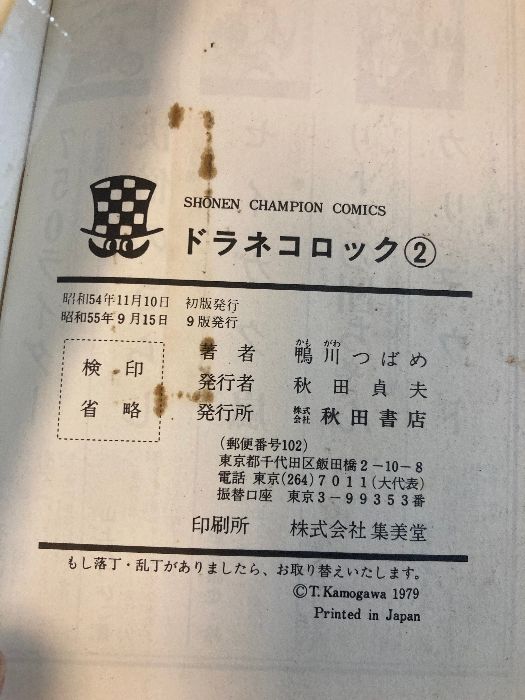 SHONEN CHAMPION COMICS
ドラネコロック②
昭和54年11月10日 初版発行
昭和55年9月15日 9版発行
検印
省略
著者 鴨川つばめ
かも がわ
発行者 秋田貞夫
発行所 株式会社 秋田書店
(郵便番号102)
東京都千代田区飯田橋2-10-8
電話 東京(264)7011(大代表)
振替口座 東京3-99353番
印刷所 株式会社集美堂
もし落丁・乱丁がありましたら、お取り替えいたします。
©T. Kamogawa 1979
Printed in Japan